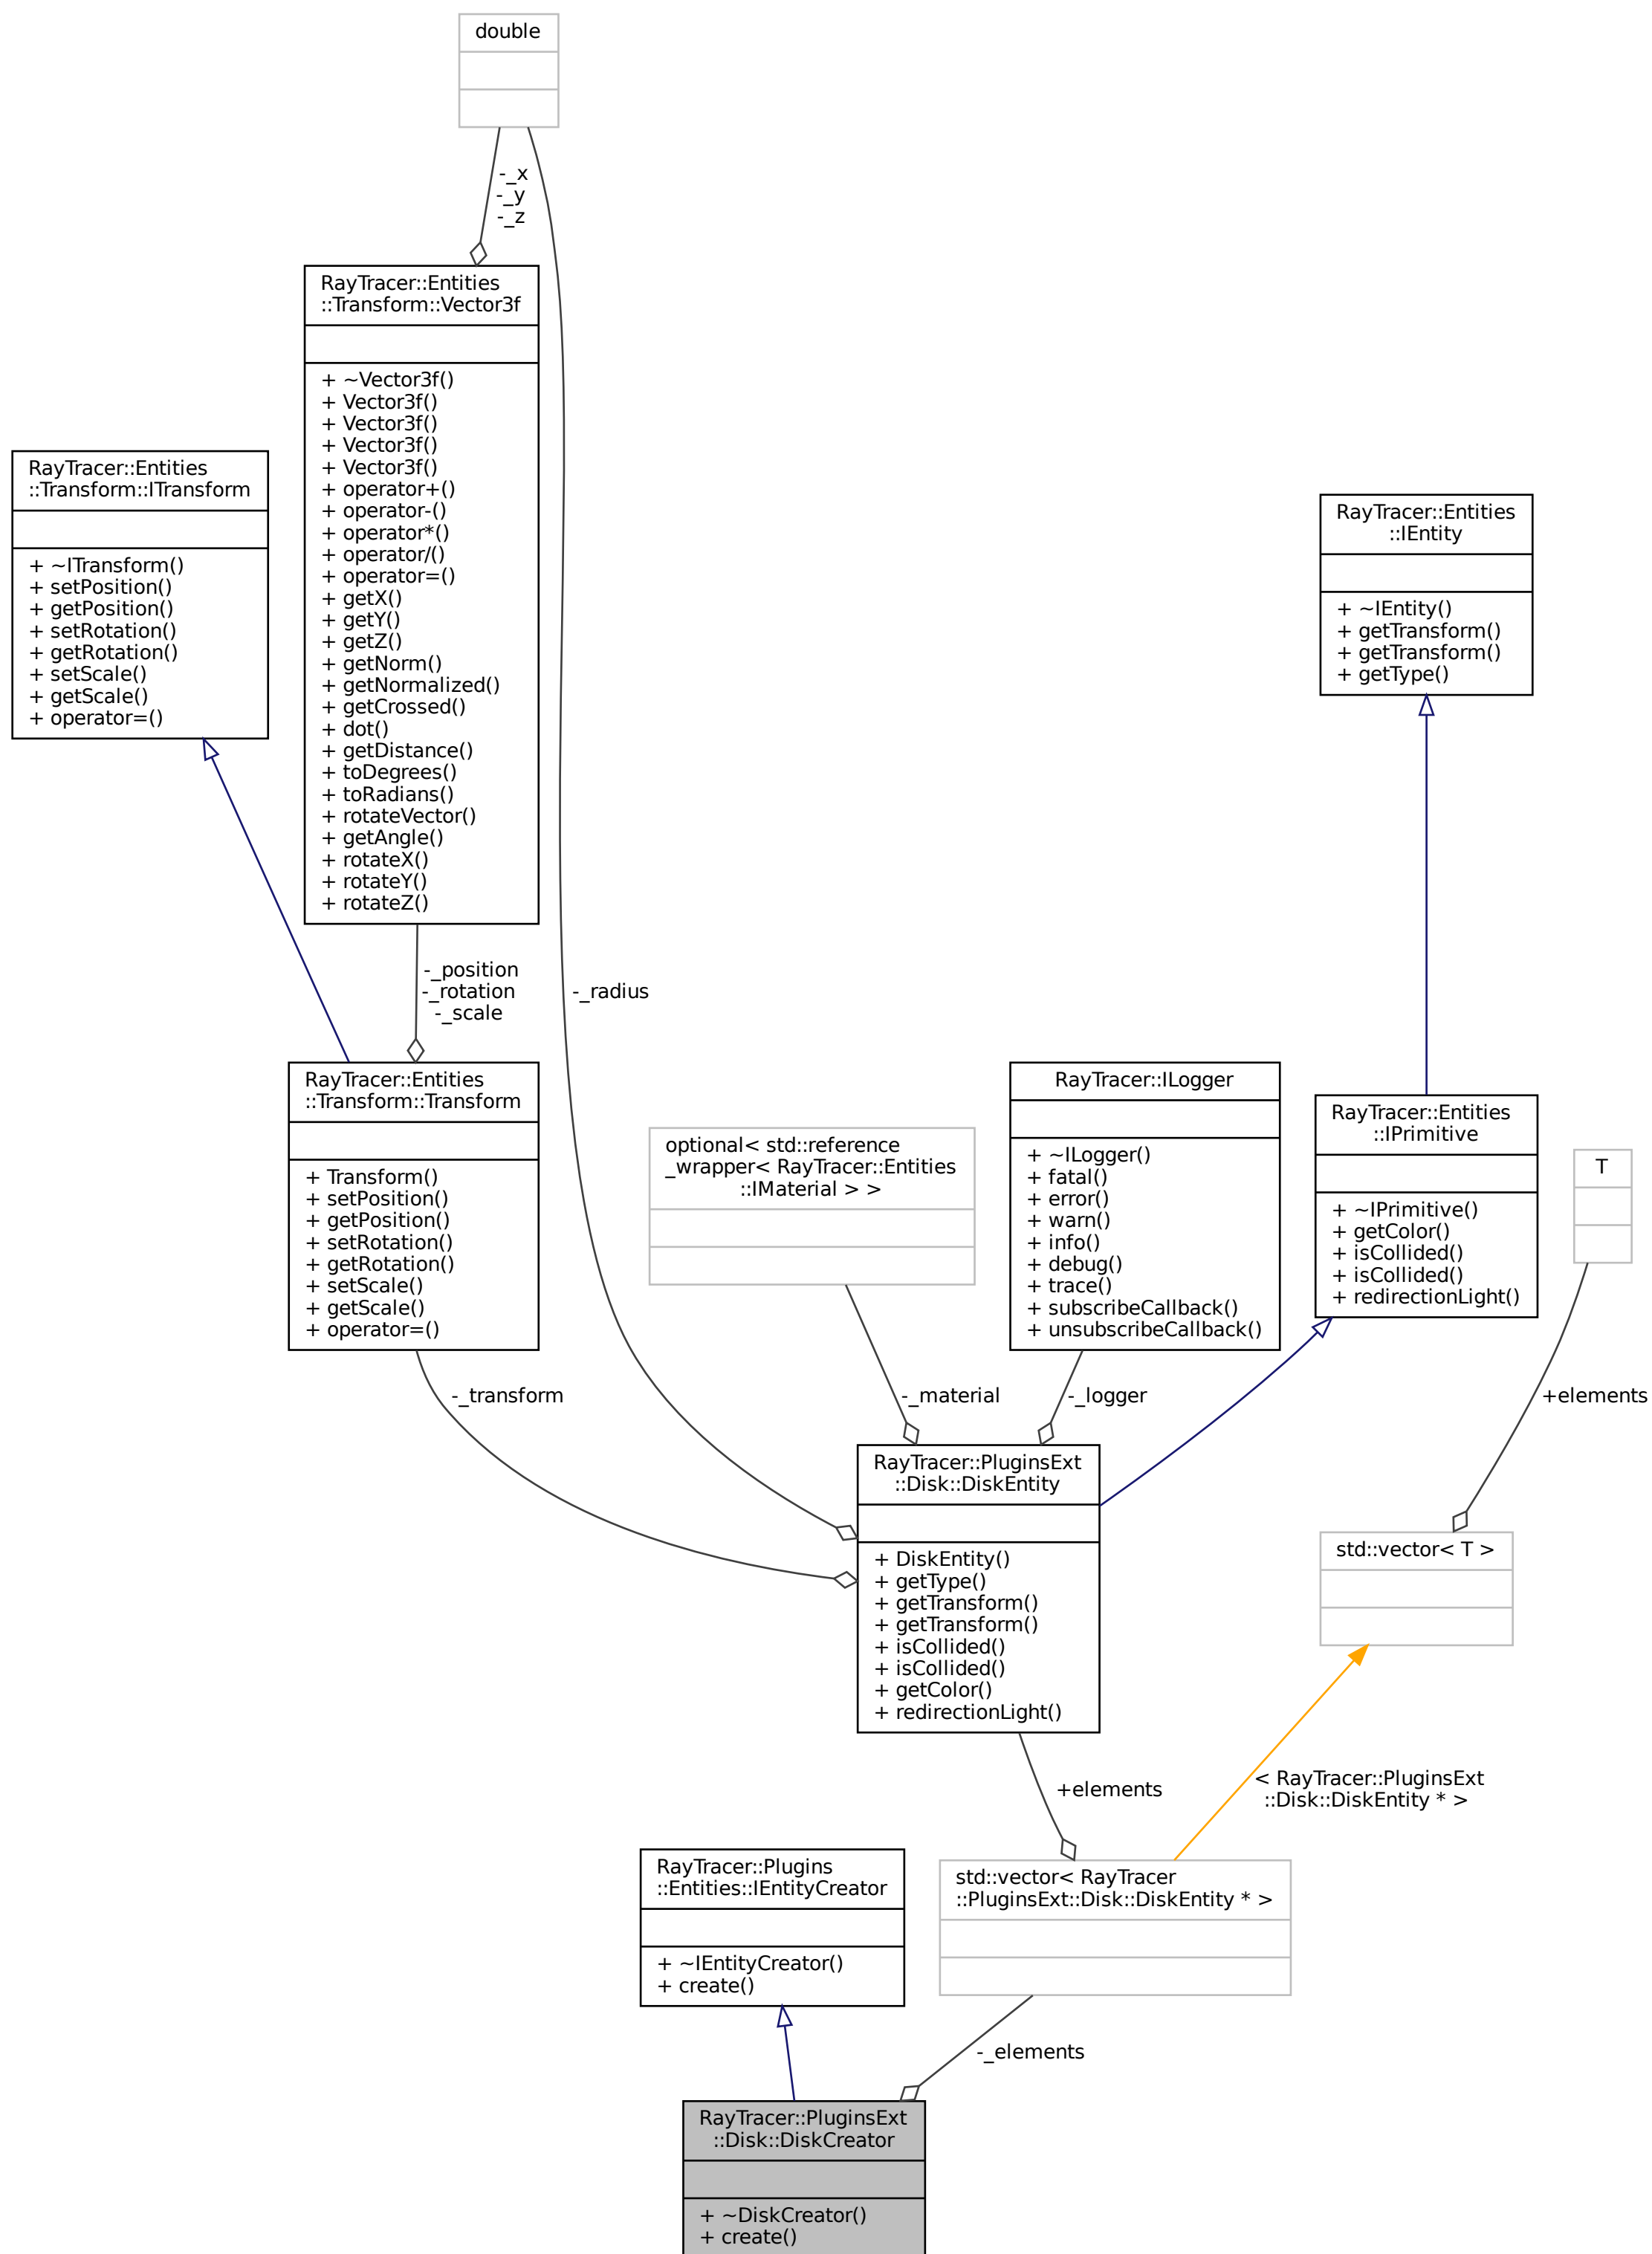 double
-_x
-_y
-_z
RayTracer::Entities
::Transform::Vector3f
+ ~Vector3f()
+ Vector3f()
+ Vector3f()
+ Vector3f()
+ Vector3f()
+ operator+()
+ operator-()
+ operator*()
+ operator/()
+ operator=()
+ getX()
+ getY()
+ getZ()
+ getNorm()
+ getNormalized()
+ getCrossed()
+ dot()
+ getDistance()
+ toDegrees()
+ toRadians()
+ rotateVector()
+ getAngle()
+ rotateX()
+ rotateY()
+ rotateZ()
RayTracer::Entities
::Transform::ITransform
+ ~ITransform()
+ setPosition()
+ getPosition()
+ setRotation()
+ getRotation()
+ setScale()
+ getScale()
+ operator=()
RayTracer::Entities
::IEntity
+ ~IEntity()
+ getTransform()
+ getTransform()
+ getType()
-_position
-_rotation
-_scale
-_radius
RayTracer::Entities
::Transform::Transform
+ Transform()
+ setPosition()
+ getPosition()
+ setRotation()
+ getRotation()
+ setScale()
+ getScale()
+ operator=()
optional< std::reference
_wrapper< RayTracer::Entities
::IMaterial > >
RayTracer::ILogger
+ ~ILogger()
+ fatal()
+ error()
+ warn()
+ info()
+ debug()
+ trace()
+ subscribeCallback()
+ unsubscribeCallback()
RayTracer::Entities
::IPrimitive
+ ~IPrimitive()
+ getColor()
+ isCollided()
+ isCollided()
+ redirectionLight()
T
-_transform
-_material
-_logger
+elements
RayTracer::PluginsExt
::Disk::DiskEntity
+ DiskEntity()
+ getType()
+ getTransform()
+ getTransform()
+ isCollided()
+ isCollided()
+ getColor()
+ redirectionLight()
std::vector< T >
+elements
< RayTracer::PluginsExt
::Disk::DiskEntity * >
RayTracer::Plugins
::Entities::IEntityCreator
+ ~IEntityCreator()
+ create()
std::vector< RayTracer
::PluginsExt::Disk::DiskEntity * >
-_elements
RayTracer::PluginsExt
::Disk::DiskCreator
+ ~DiskCreator()
+ create()